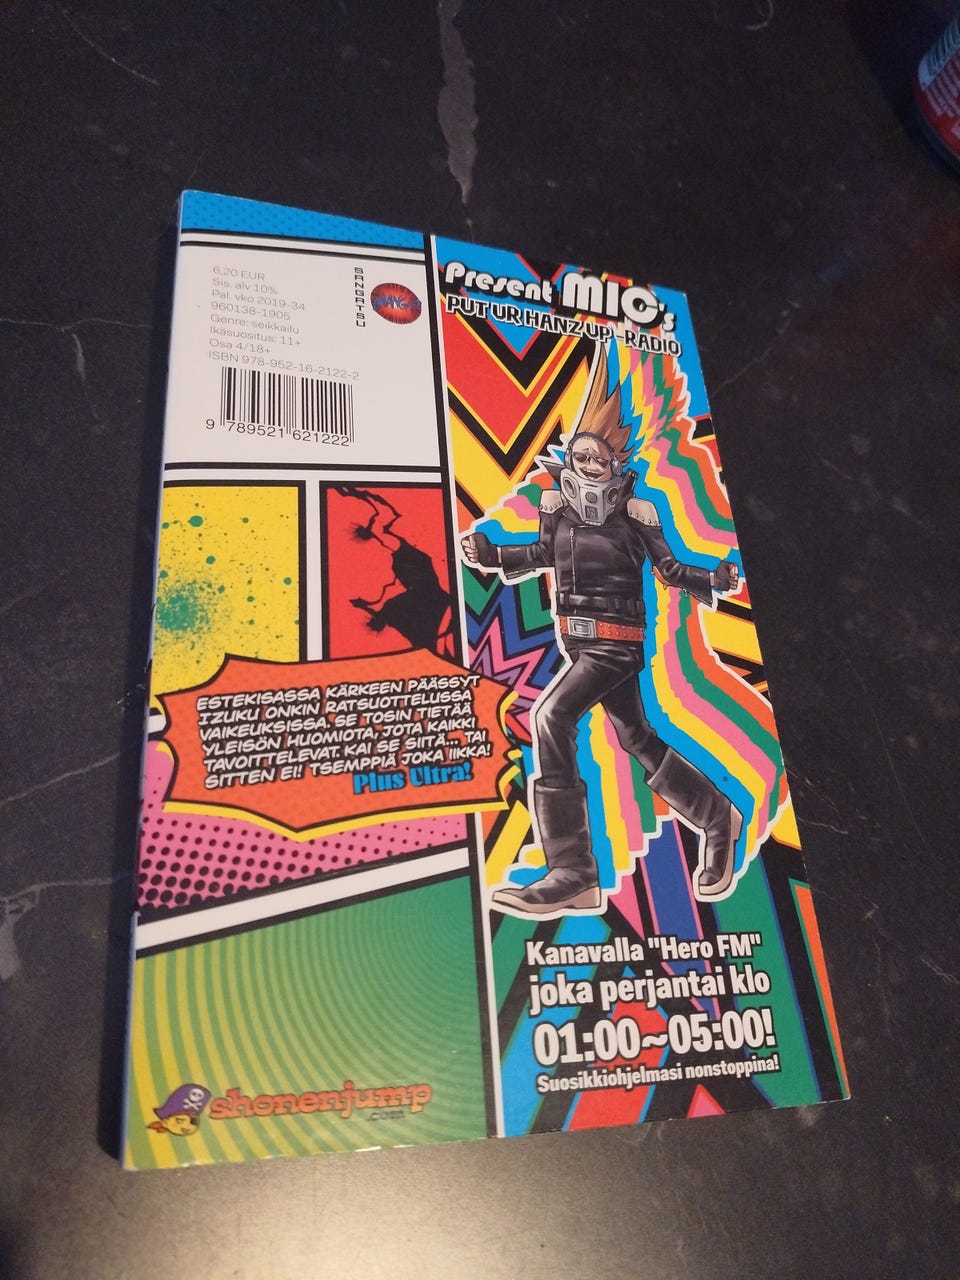 6,20 EUR
Sis. alv 10%
Pal. vko 2019-34
960138-1905
Genre: seikkailu
Ikäsuositus: 11+
Osa 4/18+
ISBN 978-952-16-2122-2
9 789521 621222
SANGATSU
Present MIC's
PUT UR HANZ UP -RADIO
ESTEKISASSA KÄRKEEN PÄÄSSYT
IZUKU ONKIN RATSUOTTELUSSA
VAIKEUKSISSA. SE TOSIN TIETÄÄ
YLEISÖN HUOMIOTA, JOTA KAIKKI
TAVOITTELEVAT. KAI SE SIITÄ... TAI
SITTEN EI! TSEMPPIÄ JOKA IIKKA!
Plus Ultra!
Kanavalla "Hero FM"
joka perjantai klo
01:00~05:00!
Suosikkiohjelmasi nonstoppina!
shonenjump
.com